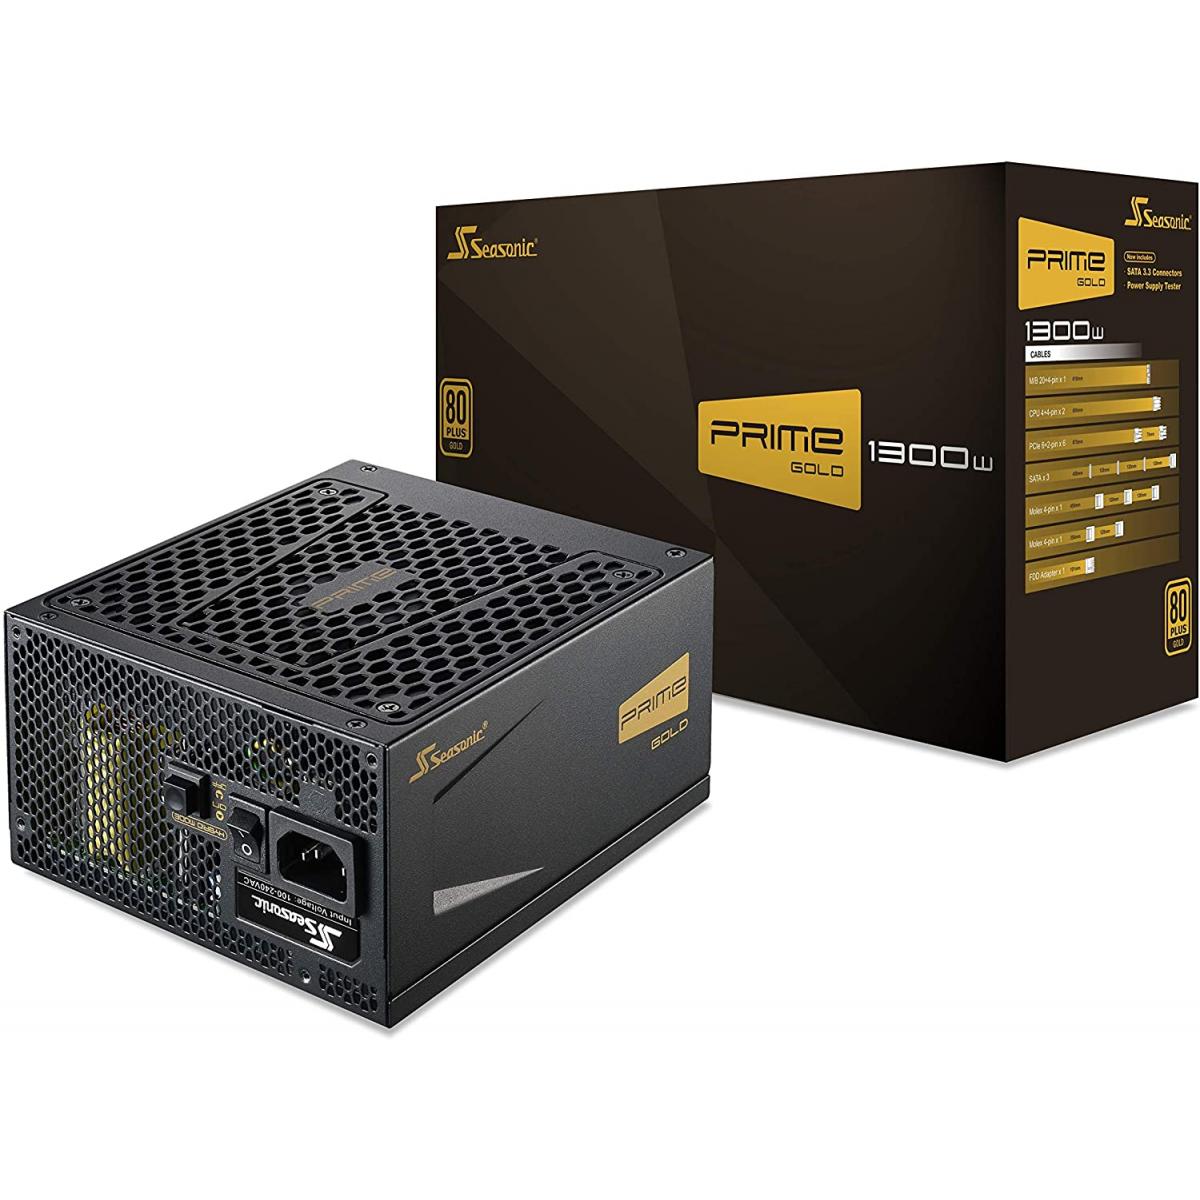 Seasonic®
80
PLUS
GOLD
PRIME
GOLD
1300W
Seasonic
PRIME
GOLD
Now includes
· SATA 3.3 Connectors
· Power Supply Tester
1300W
CABLES
M/B 20+4-pin x 1
CPU 4+4-pin x 2
PCIe 6+2-pin x 6
SATA x 3
Molex 4-pin x 1
Molex 4-pin x 1
FDD Adapter x 1
80
PLUS
GOLD
PRIME
PRIME
GOLD
Seasonic®
OFF
ON
HYBRID MODE
Input Voltage: 100-240VAC
Seasonic